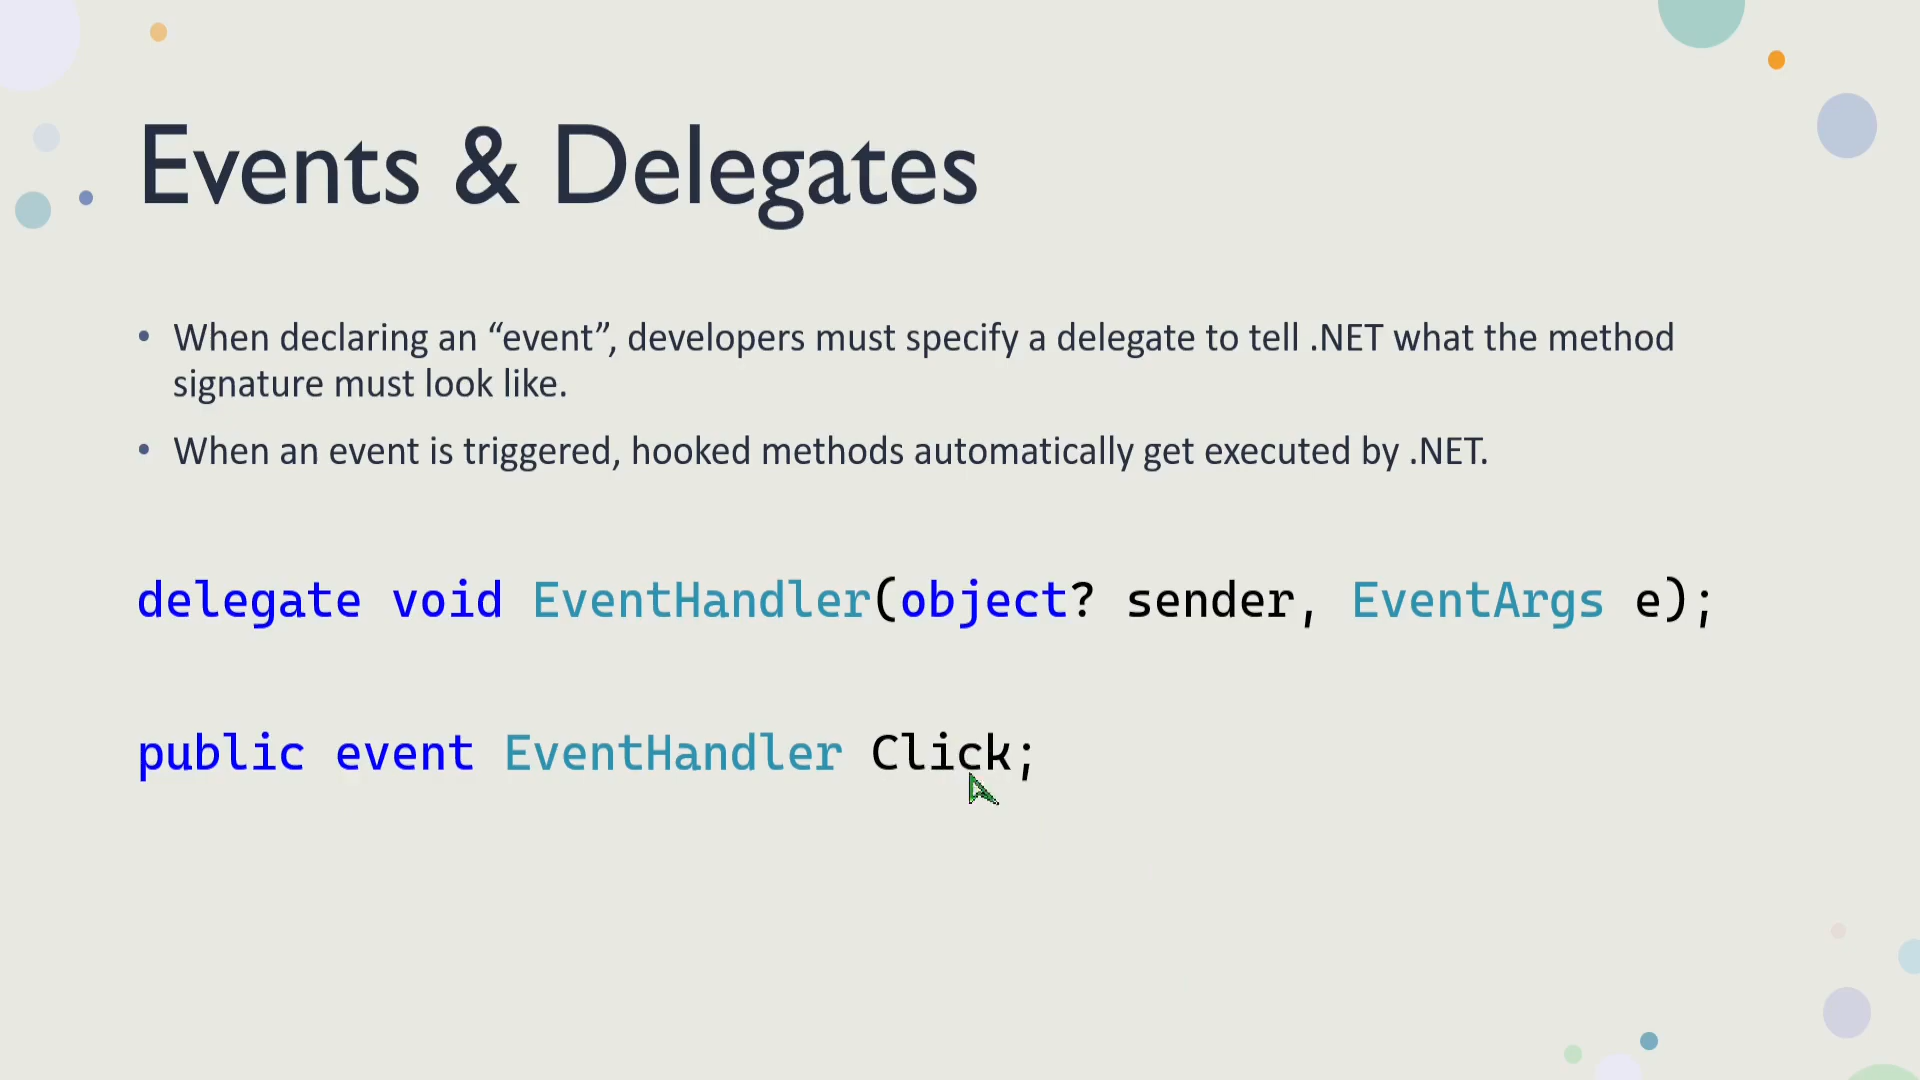 Events & Delegates
• When declaring an “event”, developers must specify a delegate to tell .NET what the method
signature must look like.
• When an event is triggered, hooked methods automatically get executed by .NET.
delegate void EventHandler(object? sender, EventArgs e);
public event EventHandler Click;